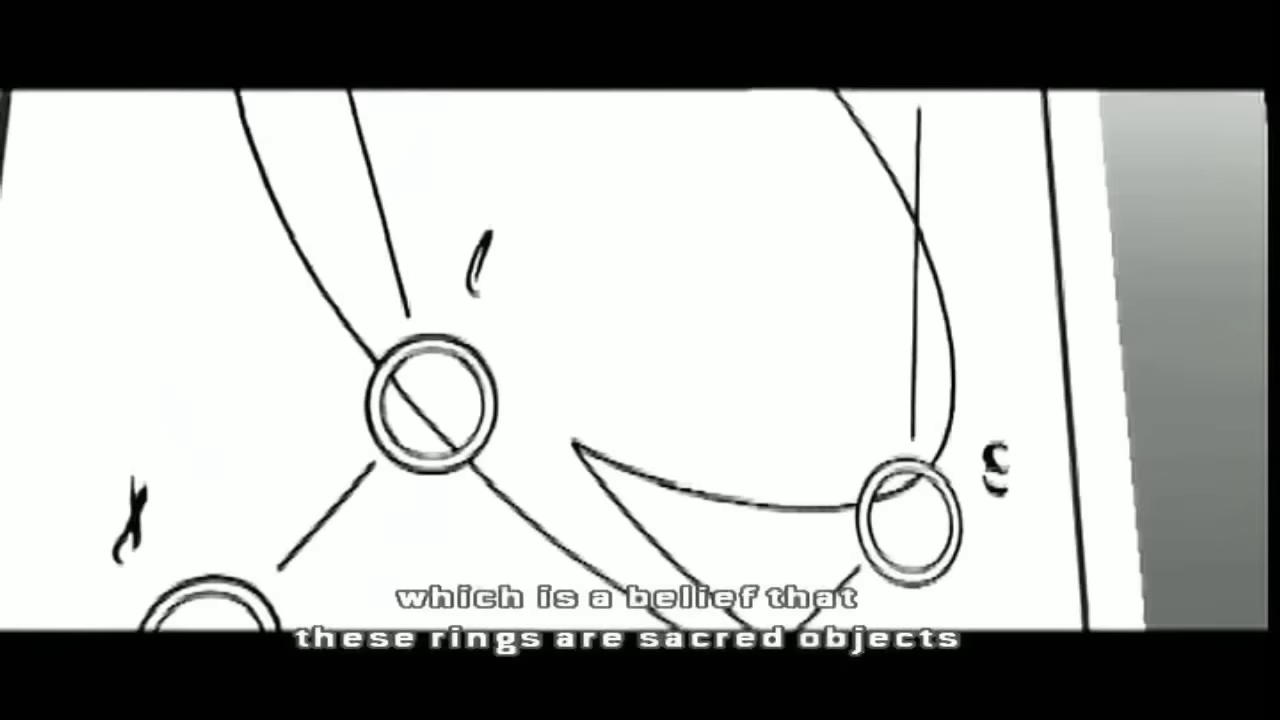 which is a belief that
these rings are sacred objects